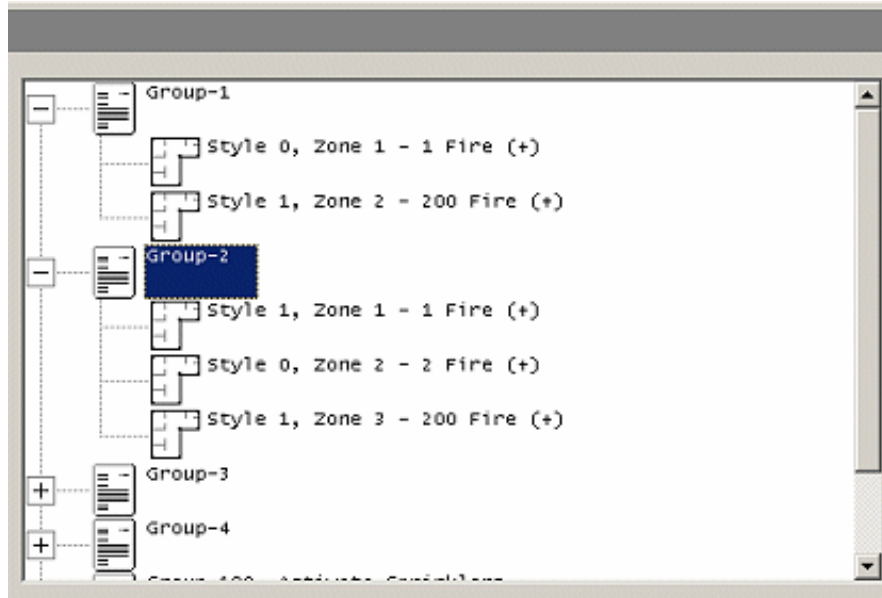 Group-1
Style 0, Zone 1 - 1 Fire (+)
Style 1, Zone 2 - 200 Fire (+)
Group-2
Style 1, Zone 1 - 1 Fire (+)
Style 0, Zone 2 - 2 Fire (+)
Style 1, Zone 3 - 200 Fire (+)
Group-3
Group-4